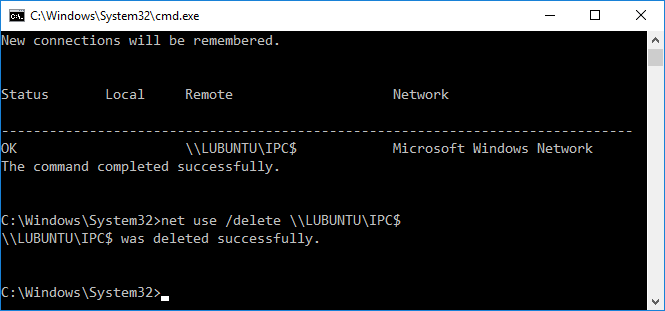 C:\Windows\System32\cmd.exe
New connections will be remembered.
Status       Local     Remote                    Network
-------------------------------------------------------------------------------
OK                     \\LUBUNTU\IPC$            Microsoft Windows Network
The command completed successfully.
C:\Windows\System32>net use /delete \\LUBUNTU\IPC$
\\LUBUNTU\IPC$ was deleted successfully.
C:\Windows\System32>